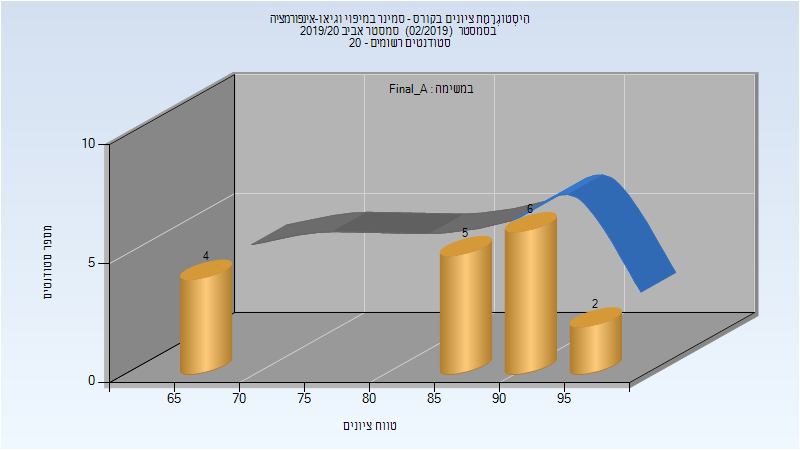 היסטוגרמת ציונים בקורס - סמינר במיפוי וגיאו-אינפורמציה
בסמסטר (02/2019) סמסטר אביב 2019/20
סטודנטים רשומים - 20
במשימה : Final_A
10
5
0
4
5
6
2
65
70
75
80
85
90
95
מספר סטודנטים
טווח ציונים